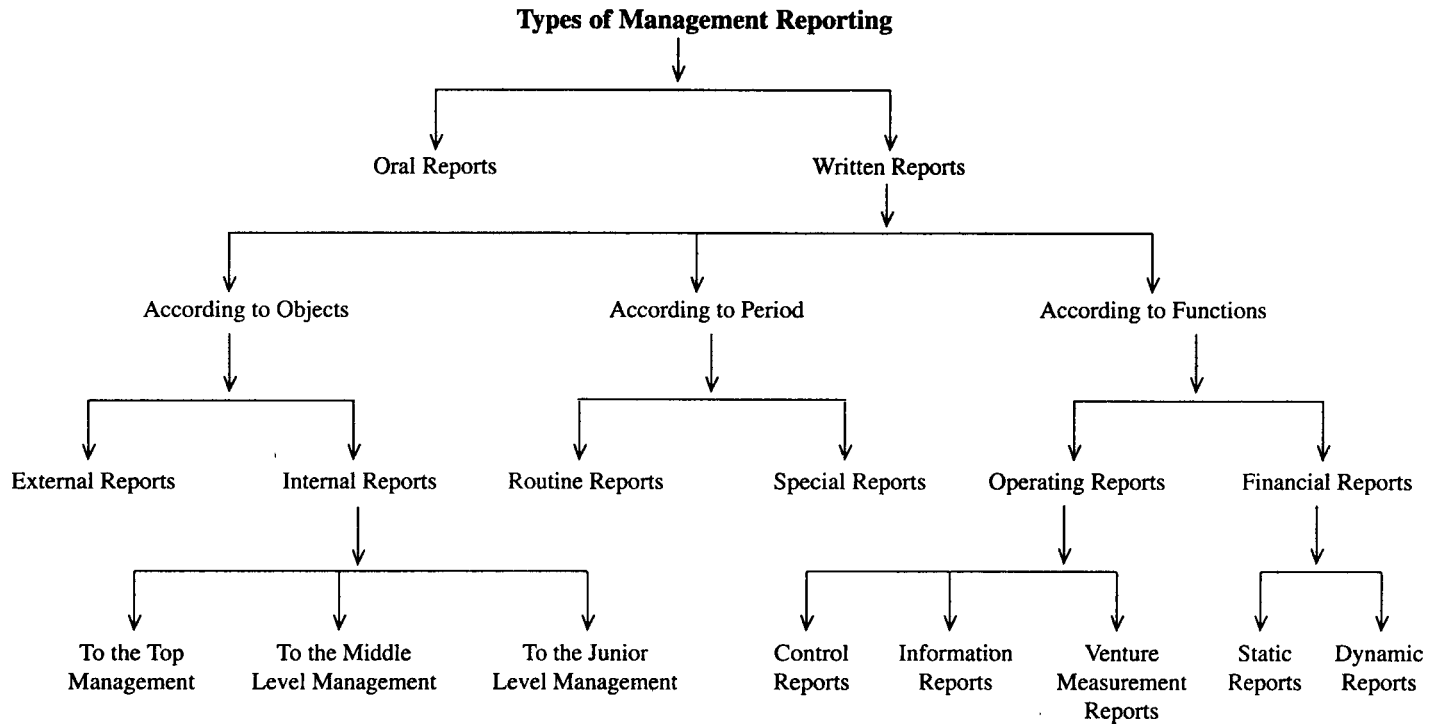 Types of Management Reporting
Oral Reports
Written Reports
According to Objects
According to Period
According to Functions
External Reports
Internal Reports
Routine Reports
Special Reports
Operating Reports
Financial Reports
To the Top
Management
To the Middle
Level Management
To the Junior
Level Management
Control
Reports
Information
Reports
Venture
Measurement
Reports
Static
Reports
Dynamic
Reports